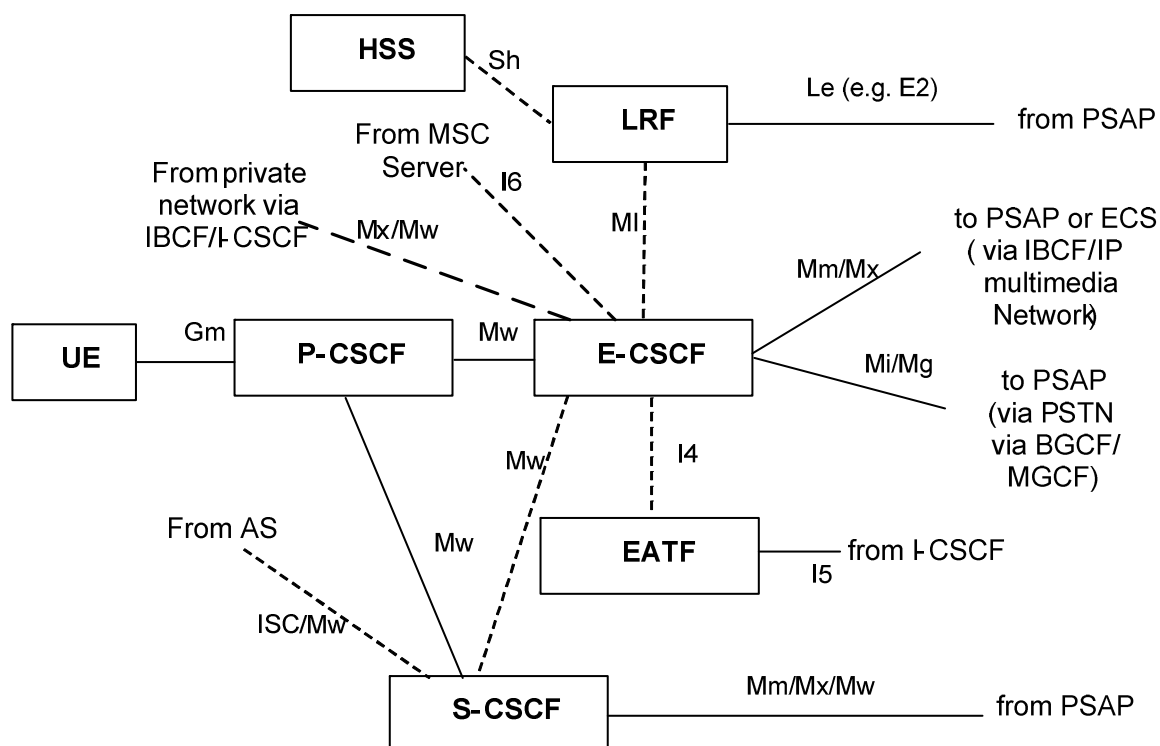 HSS
Sh
Le (e.g. E2)
LRF
from PSAP
From MSC
Server
I6
From private
network via
IBCF/I-CSCF
Mx/Mw
Ml
to PSAP or ECS
( via IBCF/IP
multimedia
Network)
Mm/Mx
UE
Gm
P-CSCF
Mw
E-CSCF
Mi/Mg
to PSAP
(via PSTN
via BGCF/
MGCF)
Mw
I4
From AS
Mw
EATF
from I-CSCF
I5
ISC/Mw
S-CSCF
Mm/Mx/Mw
from PSAP